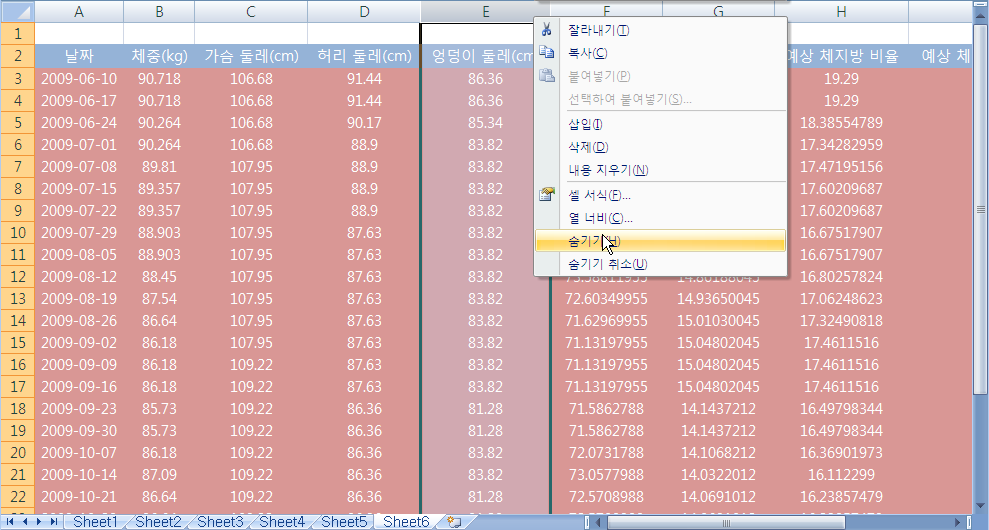 A B C D E F G H
1
2 날짜 체중(kg) 가슴 둘레(cm) 허리 둘레(cm) 엉덩이 둘레(cm 예상 체지방 비율 예상 체
3 2009-06-10 90.718 106.68 91.44 86.36 19.29
4 2009-06-17 90.718 106.68 91.44 86.36 19.29
5 2009-06-24 90.264 106.68 90.17 85.34 18.38554789
6 2009-07-01 90.264 106.68 88.9 83.82 17.34282959
7 2009-07-08 89.81 107.95 88.9 83.82 17.47195156
8 2009-07-15 89.357 107.95 88.9 83.82 17.60209687
9 2009-07-22 89.357 107.95 88.9 83.82 17.60209687
10 2009-07-29 88.903 107.95 87.63 83.82 16.67517907
11 2009-08-05 88.903 107.95 87.63 83.82 16.67517907
12 2009-08-12 88.45 107.95 87.63 83.82 16.80257824
13 2009-08-19 87.54 107.95 87.63 83.82 72.60349955 14.93650045 17.06248623
14 2009-08-26 86.64 107.95 87.63 83.82 71.62969955 15.01030045 17.32490818
15 2009-09-02 86.18 107.95 87.63 83.82 71.13197955 15.04802045 17.4611516
16 2009-09-09 86.18 109.22 87.63 83.82 71.13197955 15.04802045 17.4611516
17 2009-09-16 86.18 109.22 87.63 83.82 71.13197955 15.04802045 17.4611516
18 2009-09-23 85.73 109.22 86.36 81.28 71.5862788 14.1437212 16.49798344
19 2009-09-30 85.73 109.22 86.36 81.28 71.5862788 14.1437212 16.49798344
20 2009-10-07 86.18 109.22 86.36 83.82 72.0731788 14.1068212 16.36901973
21 2009-10-14 87.09 109.22 86.36 83.82 73.0577988 14.0322012 16.112299
22 2009-10-21 86.64 109.22 86.36 81.28 72.5708988 14.0691012 16.23857479
잘라내기(T)
복사(C)
붙여넣기(P)
선택하여 붙여넣기(S)...
삽입(I)
삭제(D)
내용 지우기(N)
셀 서식(F)...
열 너비(C)...
숨기기(H)
숨기기 취소(U)
Sheet1 Sheet2 Sheet3 Sheet4 Sheet5 Sheet6